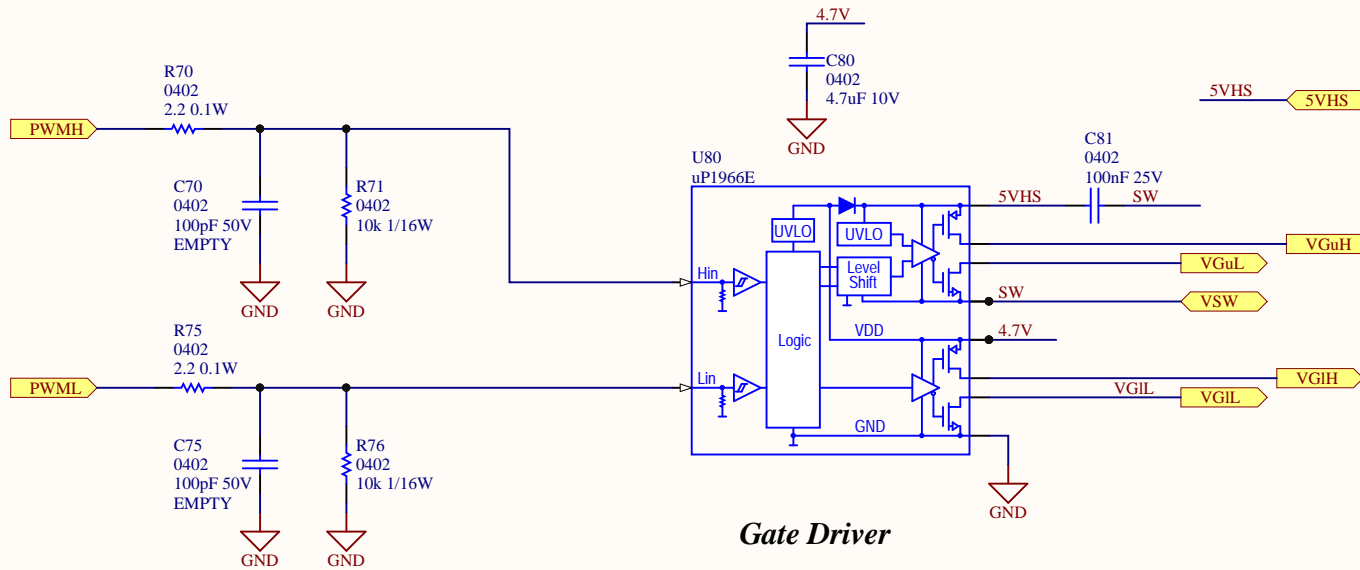 4.7V
C80
0402
4.7uF 10V
GND
5VHS
5VHS
R70
0402
2.2 0.1W
PWMH
C70
0402
100pF 50V
EMPTY
R71
0402
10k 1/16W
GND
GND
C81
0402
100nF 25V
U80
uP1966E
5VHS
SW
UVLO
UVLO
VGuH
VGuL
Hin
Level
Shift
SW
VSW
VDD
4.7V
Logic
R75
0402
2.2 0.1W
PWML
Lin
VGlH
VGlL
VGlL
GND
C75
0402
100pF 50V
EMPTY
R76
0402
10k 1/16W
GND
GND
GND
Gate Driver